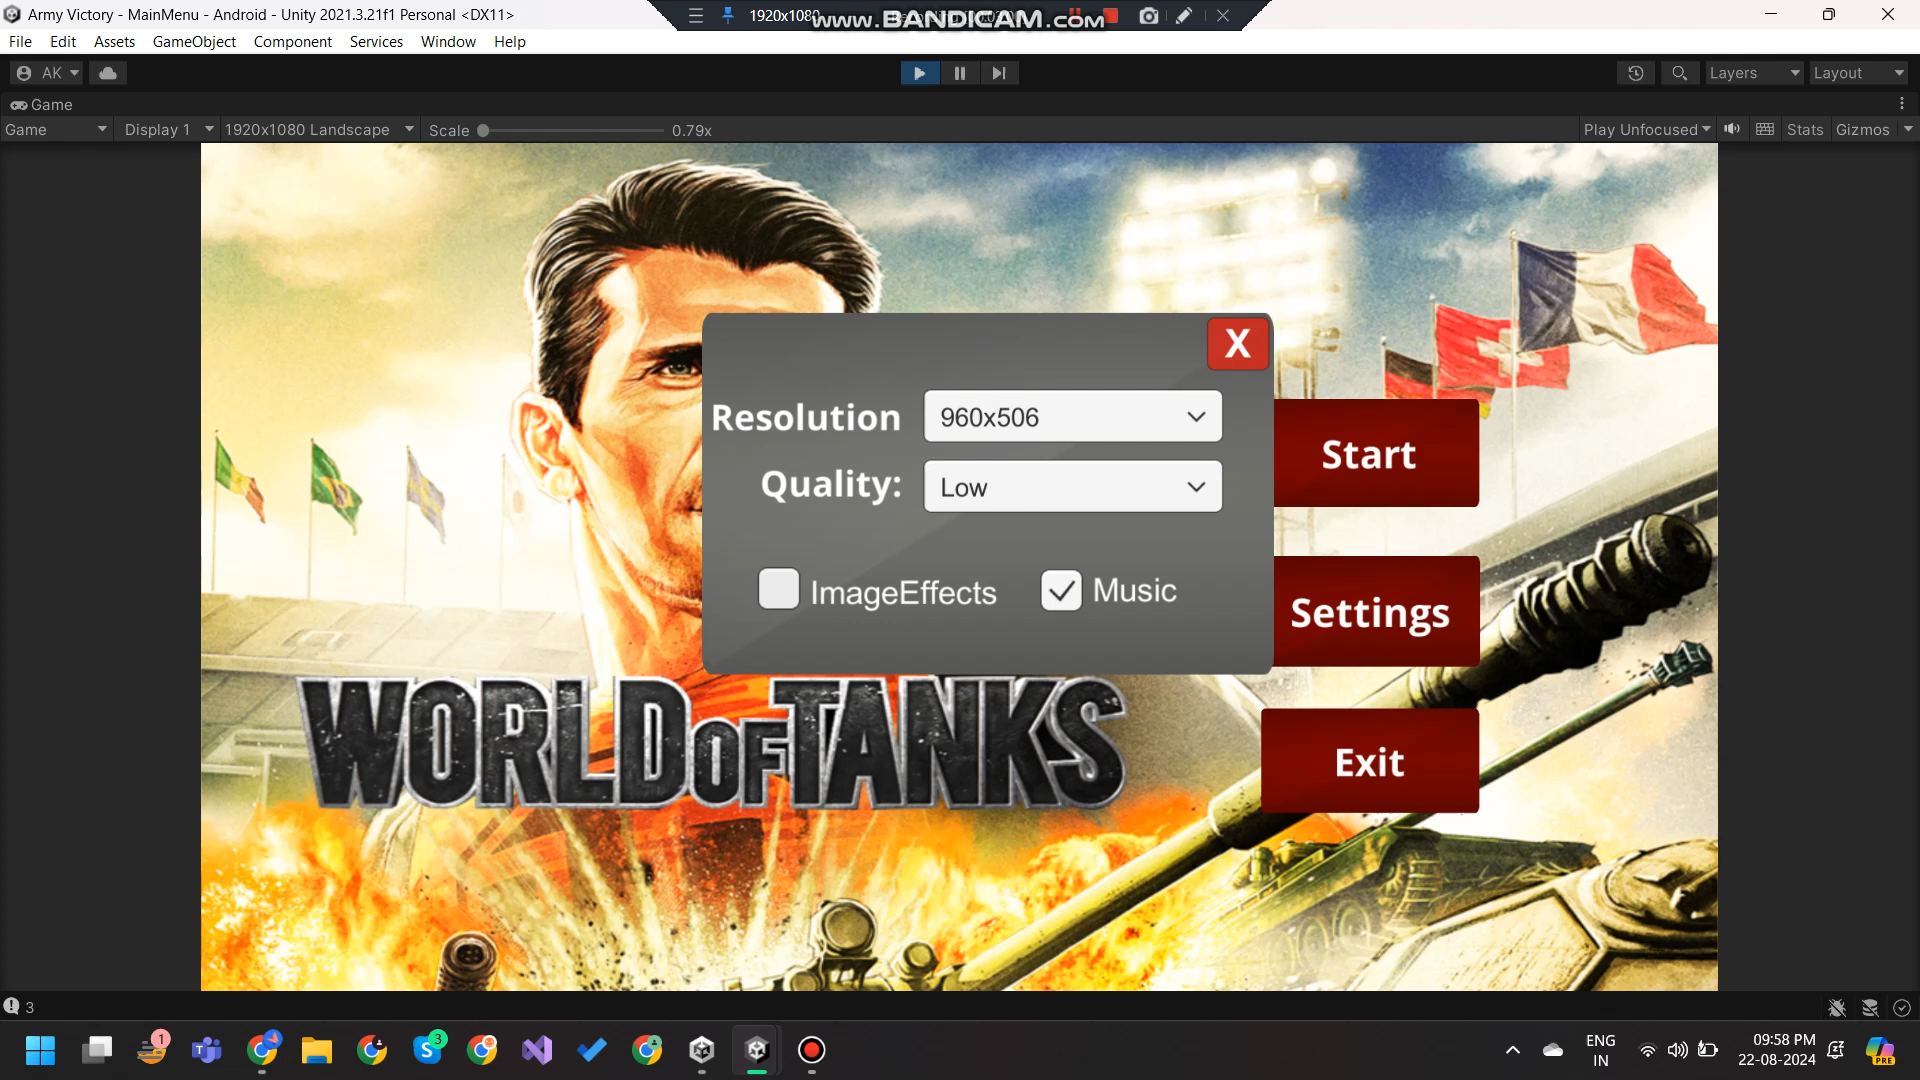 Army Victory - MainMenu - Android - Unity 2021.3.21f1 Personal <DX11>
1920x1080
www.BANDICAM.com
File Edit Assets GameObject Component Services Window Help
AK
Layers
Layout
Game
Game
Display 1
1920x1080 Landscape
Scale
0.79x
Play Unfocused
Stats
Gizmos
X
Resolution
960x506
Quality:
Low
ImageEffects
Music
Start
Settings
Exit
WORLD OF TANKS
3
1
3
ENG
IN
09:58 PM
22-08-2024
PRE